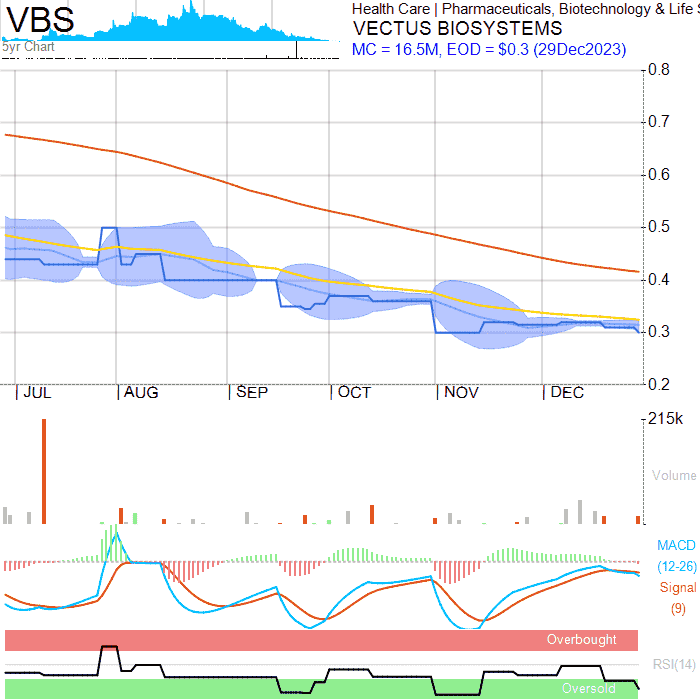 VBS
Health Care | Pharmaceuticals, Biotechnology & Life S
VECTUS BIOSYSTEMS
5yr Chart
MC = 16.5M, EOD = $0.3 (29Dec2023)
0.8
0.7
0.6
0.5
0.4
0.3
0.2
JUL AUG SEP OCT NOV DEC
215k
Volume
MACD
(12-26)
Signal
(9)
Overbought
RSI(14)
Oversold